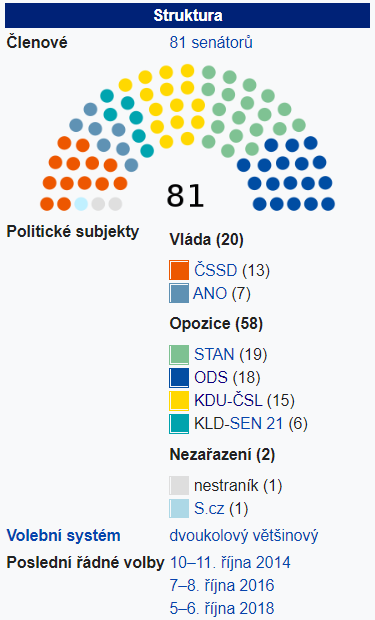 Struktura
Členové 81 senátorů
81
Politické subjekty
Vláda (20)
ČSSD (13)
ANO (7)
Opozice (58)
STAN (19)
ODS (18)
KDU-ČSL (15)
KLD-SEN 21 (6)
Nezařazení (2)
nestraník (1)
S.cz (1)
Volební systém dvoukolový většinový
Poslední řádné volby 10–11. října 2014
7–8. října 2016
5–6. října 2018